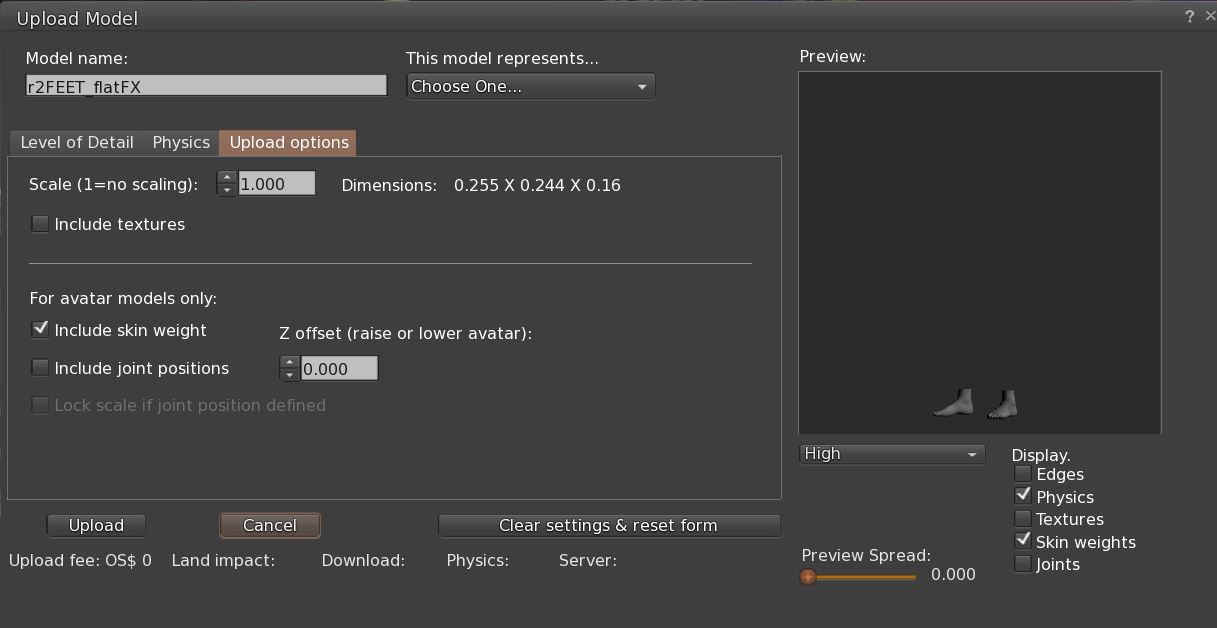 Upload Model
? ×
Model name:
This model represents...
Preview:
r2FEET_flatFX
Choose One...
Level of Detail
Physics
Upload options
Scale (1=no scaling):
1.000
Dimensions:
0.255 X 0.244 X 0.16
Include textures
For avatar models only:
Include skin weight
Z offset (raise or lower avatar):
Include joint positions
0.000
Lock scale if joint position defined
High
Display.
Edges
Physics
Textures
Skin weights
Joints
Upload
Cancel
Clear settings & reset form
Upload fee: OS$ 0
Land impact:
Download:
Physics:
Server:
Preview Spread:
0.000